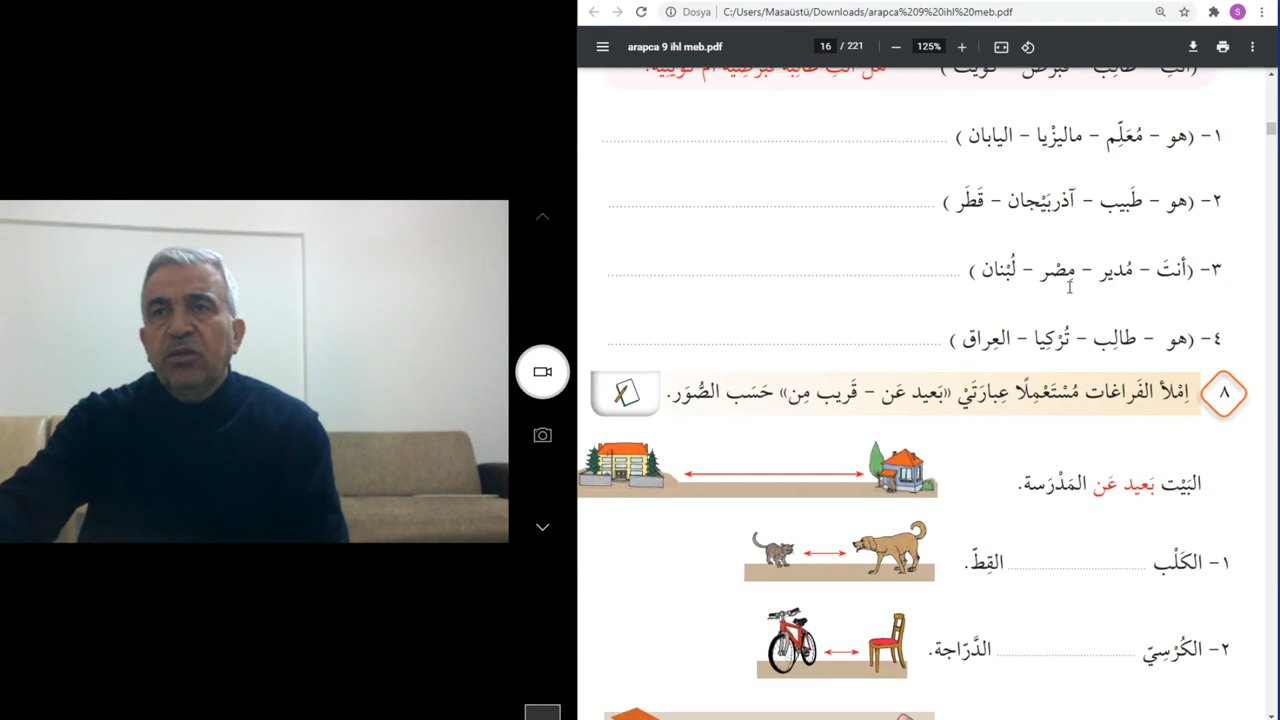 Dosya
C:/Users/Masaüstü/Downloads/arapca%209%20ihl%20meb.pdf
S
arapca 9 ihl meb.pdf
16 / 221
125%
١- (هو - مُعَلِّم - ماليزْيا - اليابان ) ........................................
٢- (هو - طَبيب - آذربَيْجان - قَطَر ) ........................................
٣- (أنتَ - مُدير - مِصْر - لُبْنان ) ........................................
٤- (هو - طالِب - تُرْكِيا - العِراق ) ........................................
٨ اِمْلأ الفَراغات مُسْتَعْمِلًا عِبارَتَيْ «بَعيد عَن - قَريب مِن» حَسَب الصُّوَر.
البَيْت بَعيد عَن المَدْرَسة.
١- الكَلْب .................... القِطّ.
٢- الكُرْسِيّ .................... الدَّرّاجة.